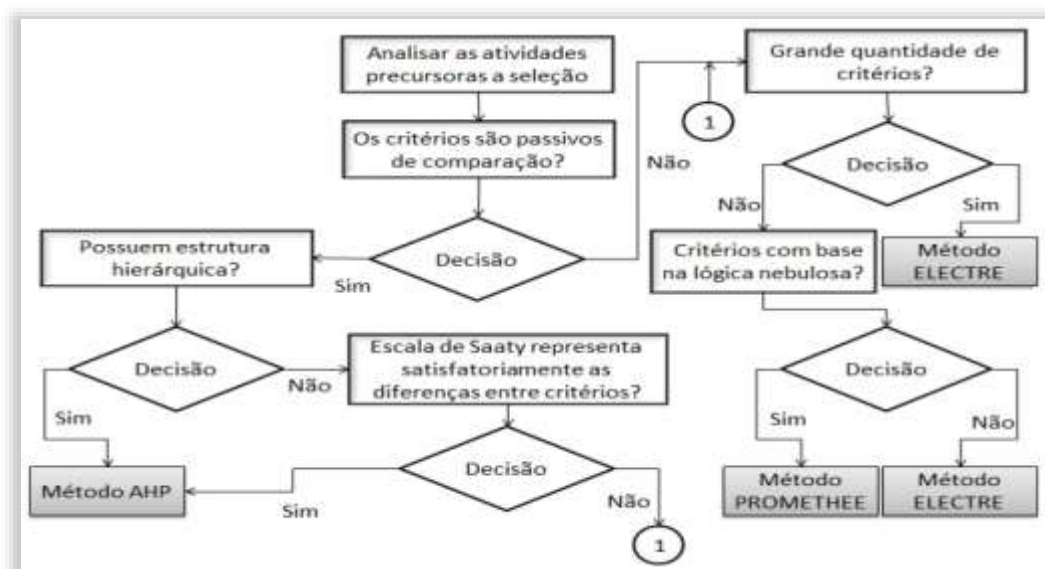 Analisar as atividades
precursoras a seleção
Os critérios são passivos
de comparação?
Decisão
Sim
Não
Possuem estrutura
hierárquica?
Decisão
Sim
Não
Escala de Saaty representa
satisfatoriamente as
diferenças entre critérios?
Decisão
Sim
Não
Método AHP
1
1
Grande quantidade de
critérios?
Decisão
Não
Sim
Método
ELECTRE
Critérios com base
na lógica nebulosa?
Decisão
Sim
Não
Método
PROMETHEE
Método
ELECTRE